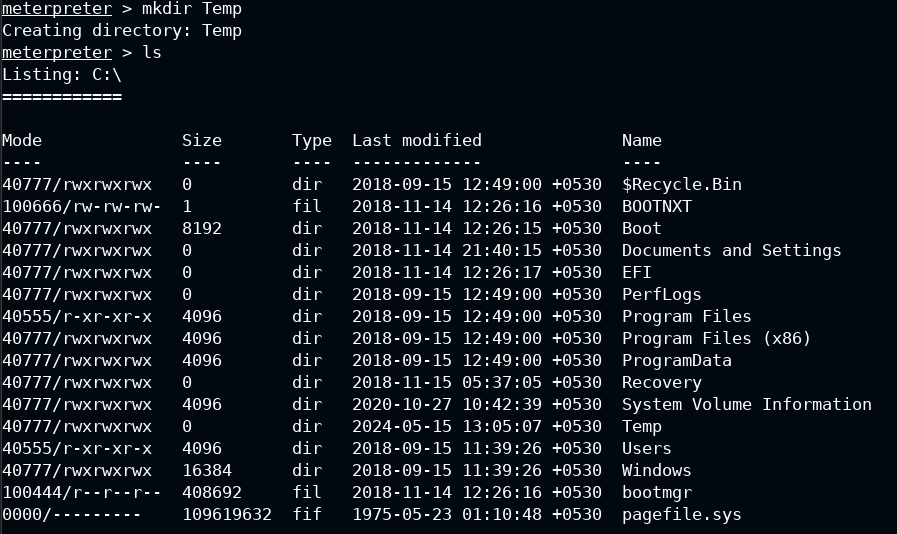 meterpreter > mkdir Temp
Creating directory: Temp
meterpreter > ls
Listing: C:\
============

Mode              Size       Type  Last modified              Name
----              ----       ----  -------------              ----
40777/rwxrwxrwx   0          dir   2018-09-15 12:49:00 +0530  $Recycle.Bin
100666/rw-rw-rw-  1          fil   2018-11-14 12:26:16 +0530  BOOTNXT
40777/rwxrwxrwx   8192       dir   2018-11-14 12:26:15 +0530  Boot
40777/rwxrwxrwx   0          dir   2018-11-14 21:40:15 +0530  Documents and Settings
40777/rwxrwxrwx   0          dir   2018-11-14 12:26:17 +0530  EFI
40777/rwxrwxrwx   0          dir   2018-09-15 12:49:00 +0530  PerfLogs
40555/r-xr-xr-x   4096       dir   2018-09-15 12:49:00 +0530  Program Files
40777/rwxrwxrwx   4096       dir   2018-09-15 12:49:00 +0530  Program Files (x86)
40777/rwxrwxrwx   4096       dir   2018-09-15 12:49:00 +0530  ProgramData
40777/rwxrwxrwx   0          dir   2018-11-15 05:37:05 +0530  Recovery
40777/rwxrwxrwx   4096       dir   2020-10-27 10:42:39 +0530  System Volume Information
40777/rwxrwxrwx   0          dir   2024-05-15 13:05:07 +0530  Temp
40555/r-xr-xr-x   4096       dir   2018-09-15 11:39:26 +0530  Users
40777/rwxrwxrwx   16384      dir   2018-09-15 11:39:26 +0530  Windows
100444/r--r--r--  408692     fil   2018-11-14 12:26:16 +0530  bootmgr
0000/---------    109619632  fif   1975-05-23 01:10:48 +0530  pagefile.sys